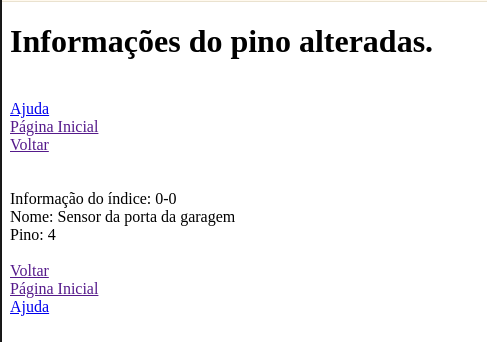 Informações do pino alteradas.
Ajuda
Página Inicial
Voltar
Informação do índice: 0-0
Nome: Sensor da porta da garagem
Pino: 4
Voltar
Página Inicial
Ajuda